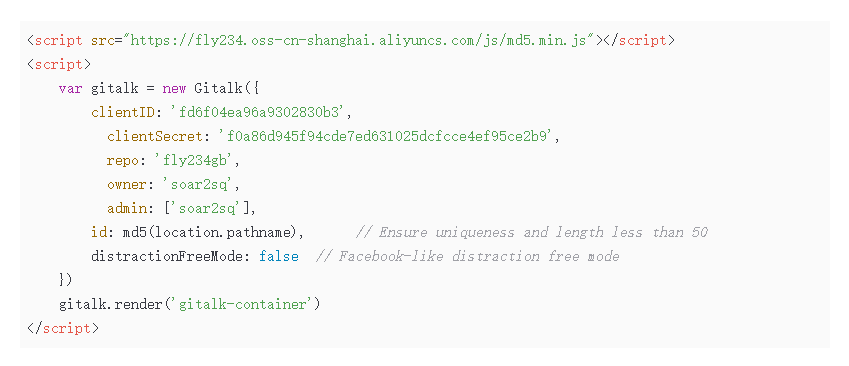 <script src="https://fly234.oss-cn-shanghai.aliyuncs.com/js/md5.min.js"></script>
<script>
    var gitalk = new Gitalk({
        clientID: 'fd6f04ea96a9302830b3',
          clientSecret: 'f0a86d945f94cde7ed631025dcfcce4ef95ce2b9',
          repo: 'fly234gb',
          owner: 'soar2sq',
          admin: ['soar2sq'],
        id: md5(location.pathname),      // Ensure uniqueness and length less than 50
        distractionFreeMode: false  // Facebook-like distraction free mode
    })
    gitalk.render('gitalk-container')
</script>